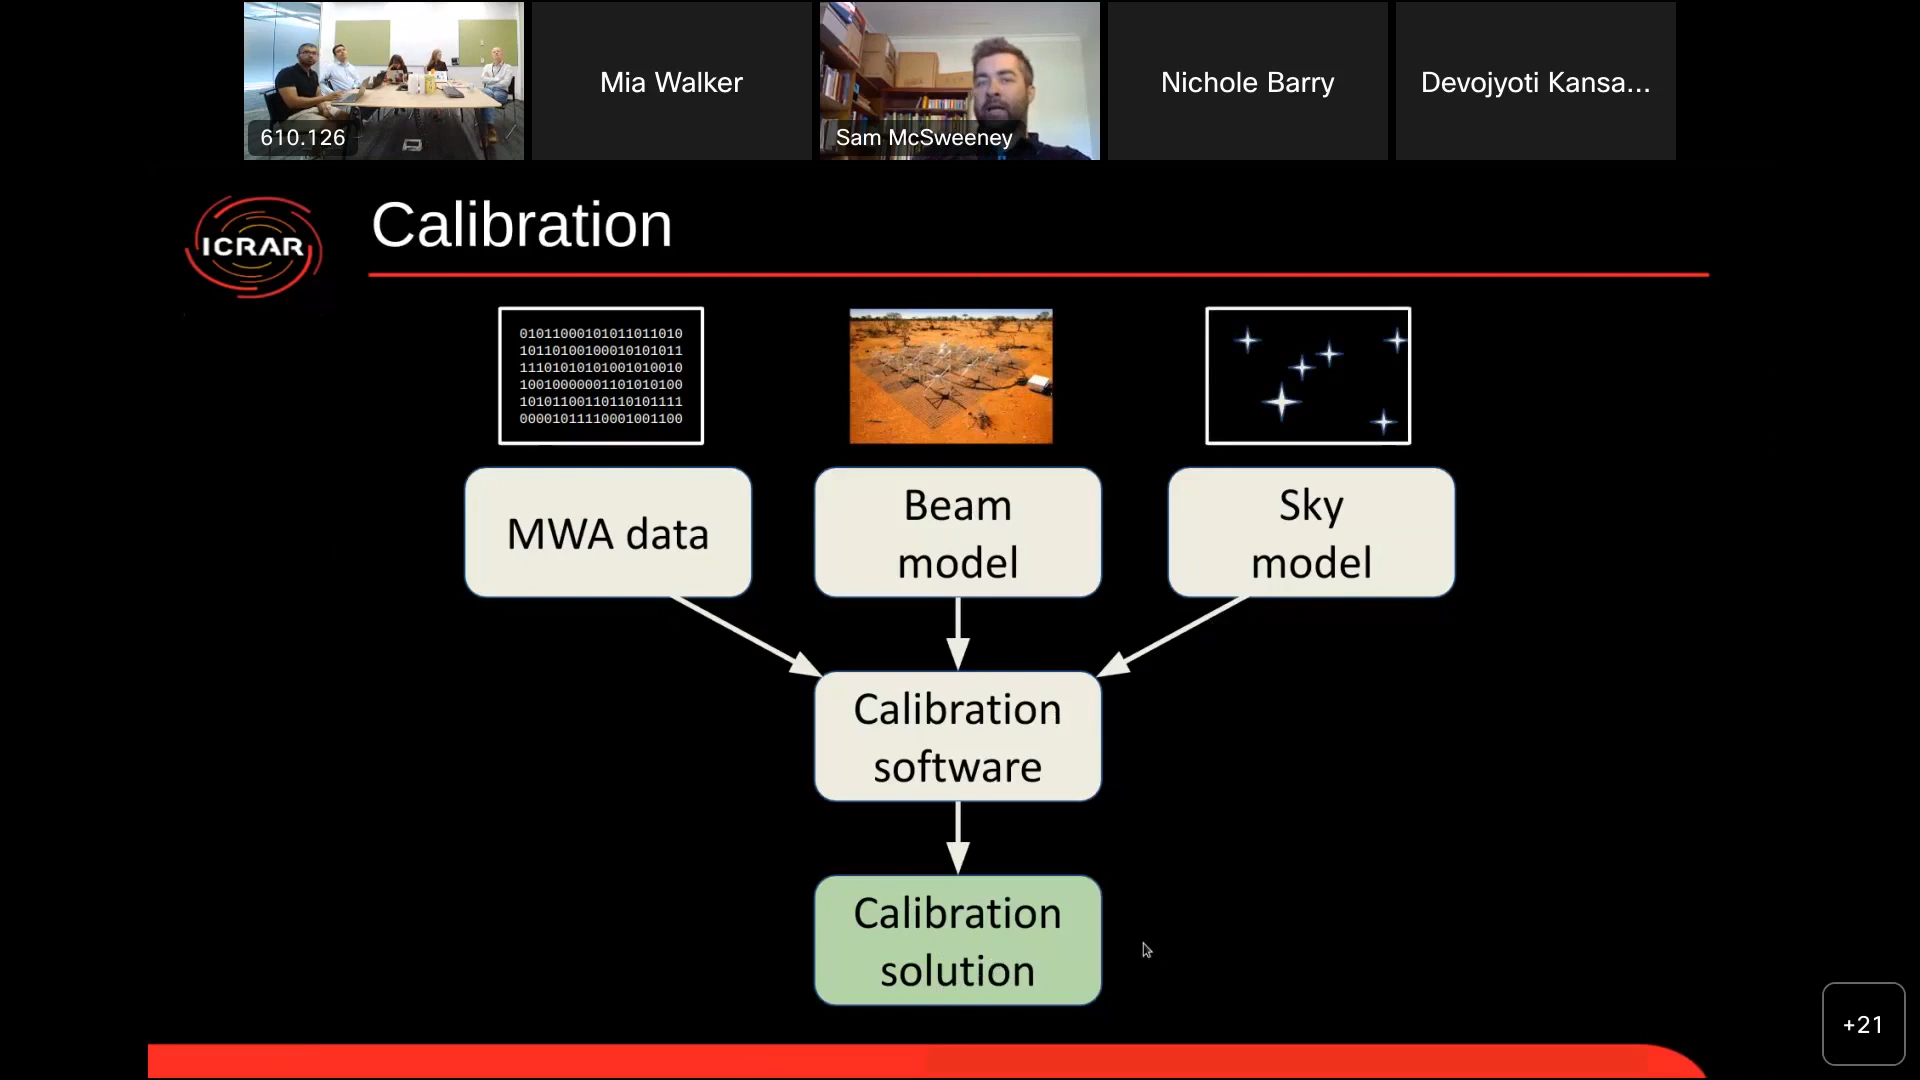 610.126
Mia Walker
Sam McSweeney
Nichole Barry
Devojyoti Kansa...
ICRAR
Calibration
01011000101011011010
10110100100010101011
11101010101001010010
10010000001101010100
10101100110110101111
00001011110001001100
MWA data
Beam
model
Sky
model
Calibration
software
Calibration
solution
+21